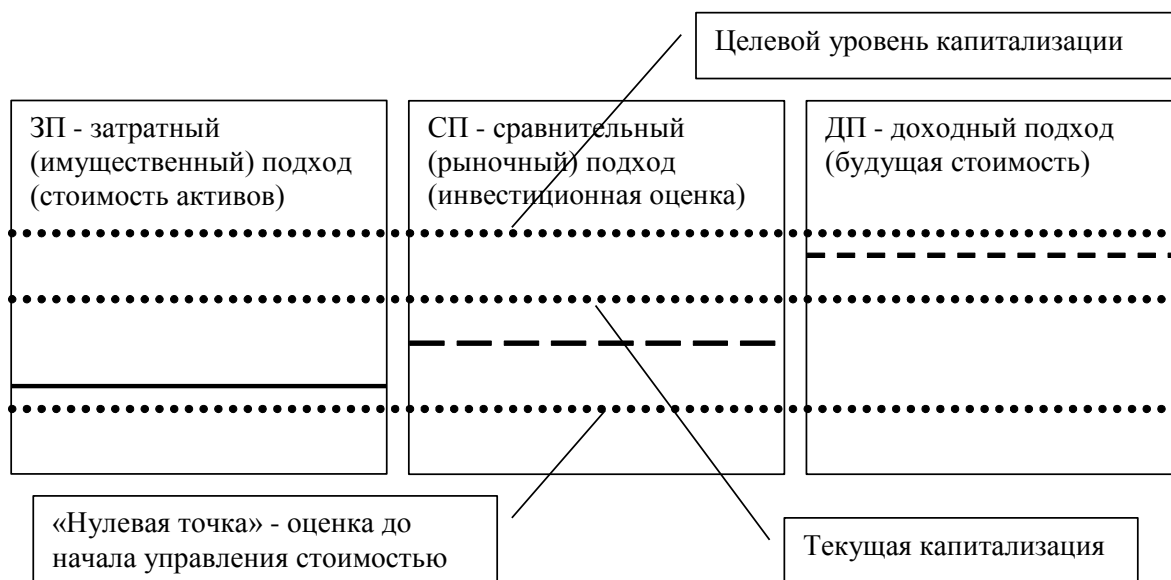 Целевой уровень капитализации
ЗП - затратный
(имущественный) подход
(стоимость активов)
СП - сравнительный
(рыночный) подход
(инвестиционная оценка)
ДП - доходный подход
(будущая стоимость)
«Нулевая точка» - оценка до
начала управления стоимостью
Текущая капитализация